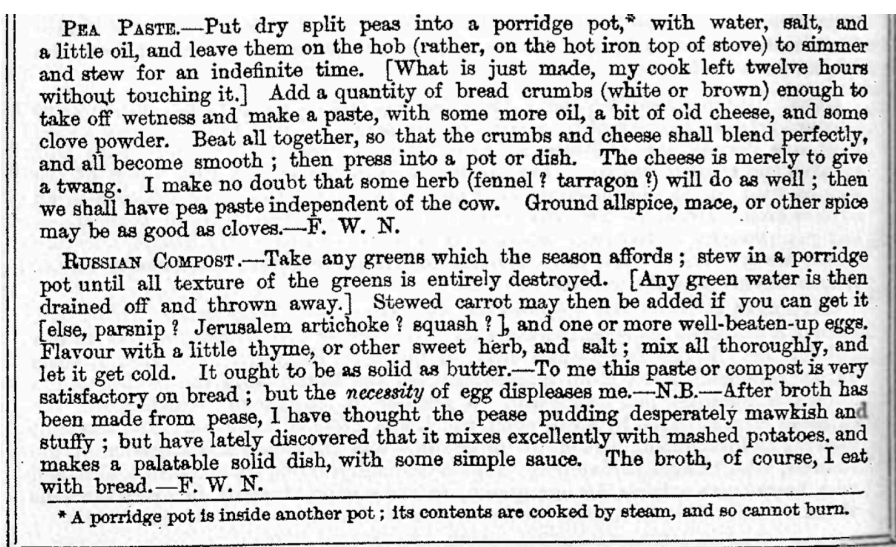 PEA PASTE.—Put dry split peas into a porridge pot,* with water, salt, and
a little oil, and leave them on the hob (rather, on the hot iron top of stove) to simmer
and stew for an indefinite time. [What is just made, my cook left twelve hours
without touching it.] Add a quantity of bread crumbs (white or brown) enough to
take off wetness and make a paste, with some more oil, a bit of old cheese, and some
clove powder. Beat all together, so that the crumbs and cheese shall blend perfectly,
and all become smooth ; then press into a pot or dish. The cheese is merely to give
a twang. I make no doubt that some herb (fennel ? tarragon ?) will do as well ; then
we shall have pea paste independent of the cow. Ground allspice, mace, or other spice
may be as good as cloves.—F. W. N.
RUSSIAN COMPOST.—Take any greens which the season affords ; stew in a porridge
pot until all texture of the greens is entirely destroyed. [Any green water is then
drained off and thrown away.] Stewed carrot may then be added if you can get it
[else, parsnip ? Jerusalem artichoke ? squash ? ], and one or more well-beaten-up eggs.
Flavour with a little thyme, or other sweet herb, and salt ; mix all thoroughly, and
let it get cold. It ought to be as solid as butter.—To me this paste or compost is very
satisfactory on bread ; but the necessity of egg displeases me.—N.B.—After broth has
been made from pease, I have thought the pease pudding desperately mawkish and
stuffy ; but have lately discovered that it mixes excellently with mashed potatoes. and
makes a palatable solid dish, with some simple sauce. The broth, of course, I eat
with bread.—F. W. N.
* A porridge pot is inside another pot ; its contents are cooked by steam, and so cannot burn.